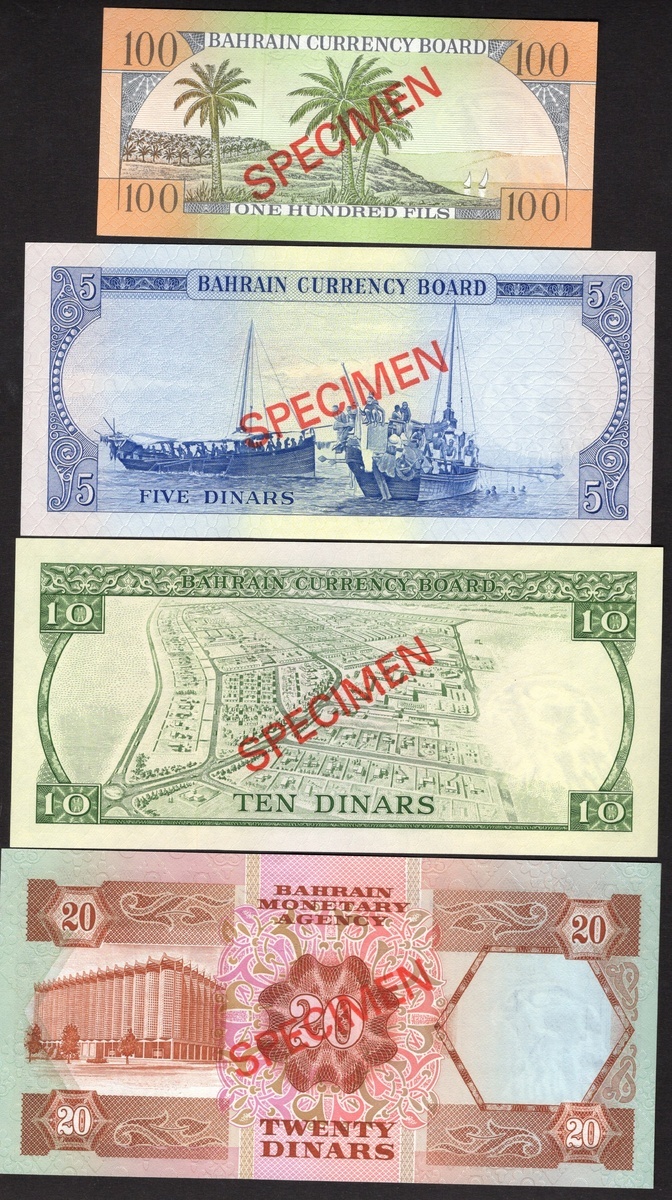 100 BAHRAIN CURRENCY BOARD 100
SPECIMEN
100 ONE HUNDRED FILS 100
5 BAHRAIN CURRENCY BOARD 5
SPECIMEN
5 FIVE DINARS 5
BAHRAIN CURRENCY BOARD
10 10
SPECIMEN
10 TEN DINARS 10
BAHRAIN
MONETARY
AGENCY
20 20
SPECIMEN
20
20 20
TWENTY
DINARS